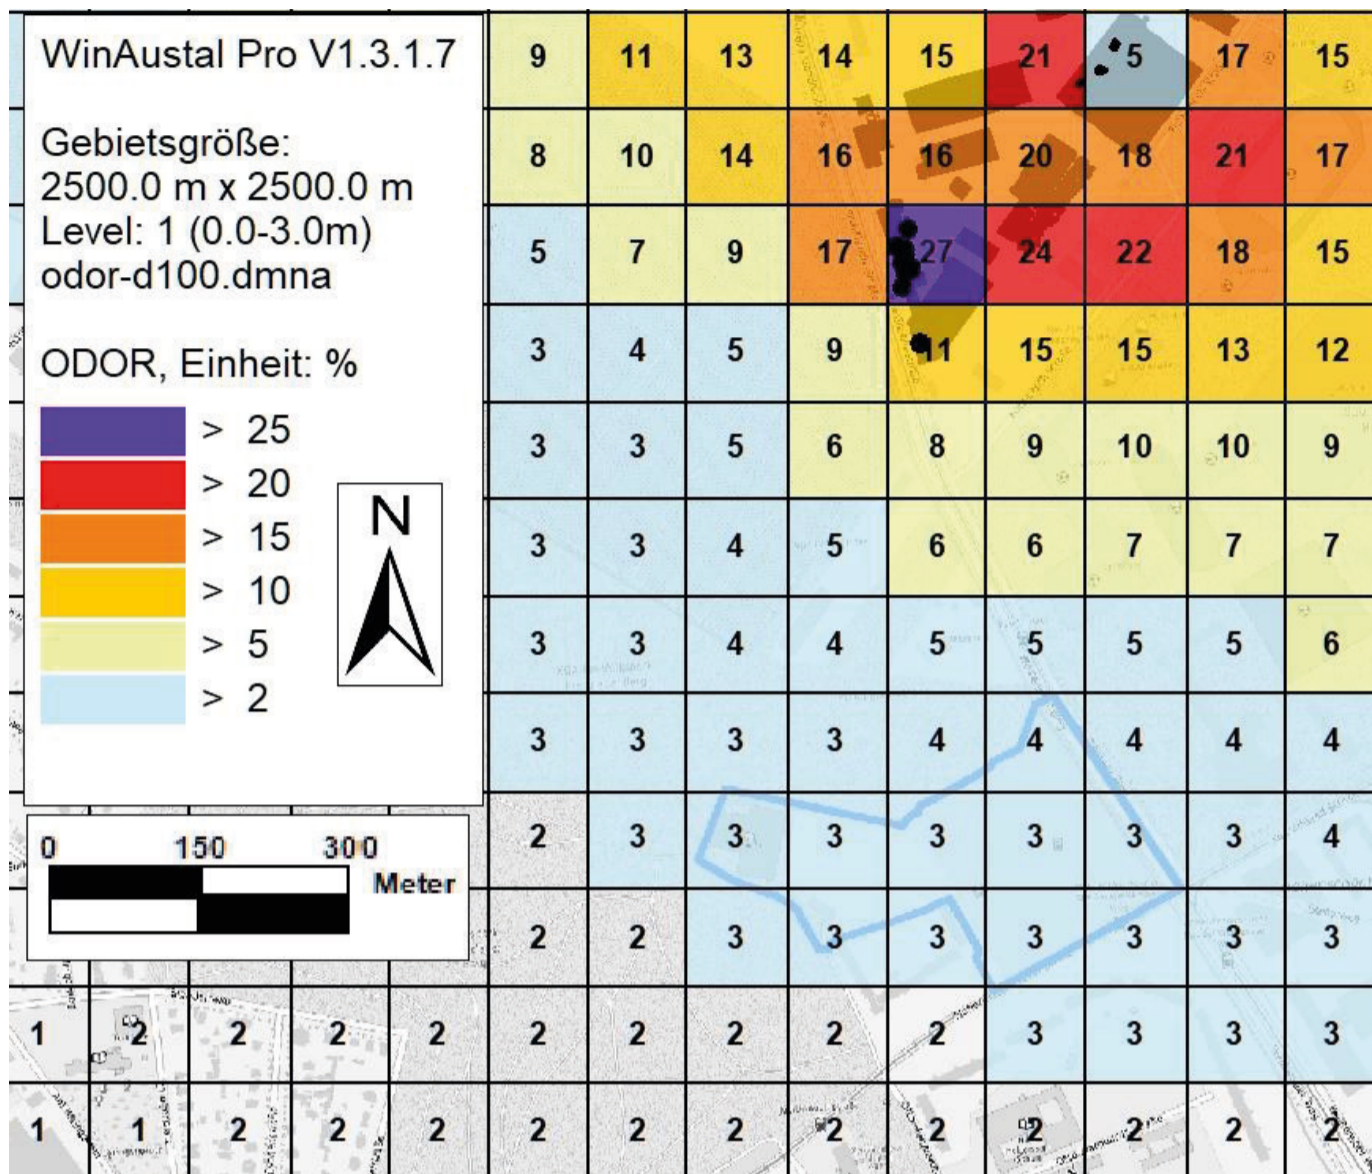 WinAustal Pro V1.3.1.7
Gebietsgröße:
2500.0 m x 2500.0 m
Level: 1 (0.0-3.0m)
odor-d100.dmna
ODOR, Einheit: %
> 25
> 20
> 15
> 10
> 5
> 2
N
0 150 300
Meter
9 11 13 14 15 21 5 17 15
8 10 14 16 16 20 18 21 17
5 7 9 17 27 24 22 18 15
3 4 5 9 11 15 15 13 12
3 3 5 6 8 9 10 10 9
3 3 4 5 6 6 7 7 7
3 3 4 4 5 5 5 5 6
3 3 3 3 4 4 4 4 4
2 3 3 3 3 3 3 3 4
2 2 3 3 3 3 3 3 3
1 2 2 2 2 2 2 2 2 2 3 3 3 3
1 1 2 2 2 2 2 2 2 2 2 2 2 2